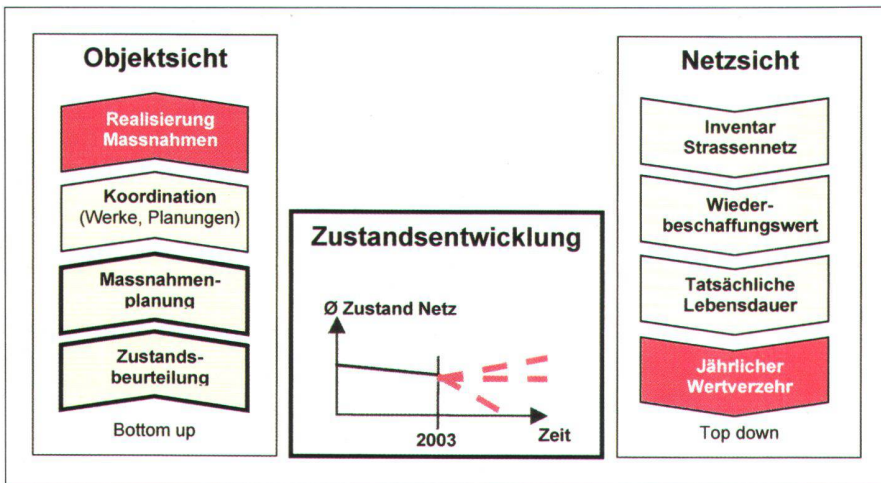 Objektsicht
Realisierung
Massnahmen
Koordination
(Werke, Planungen)
Massnahmen-
planung
Zustands-
beurteilung
Bottom up
Zustandsentwicklung
Ø Zustand Netz
2003
Zeit
Netzsicht
Inventar
Strassennetz
Wieder-
beschaffungswert
Tatsächliche
Lebensdauer
Jährlicher
Wertverzehr
Top down